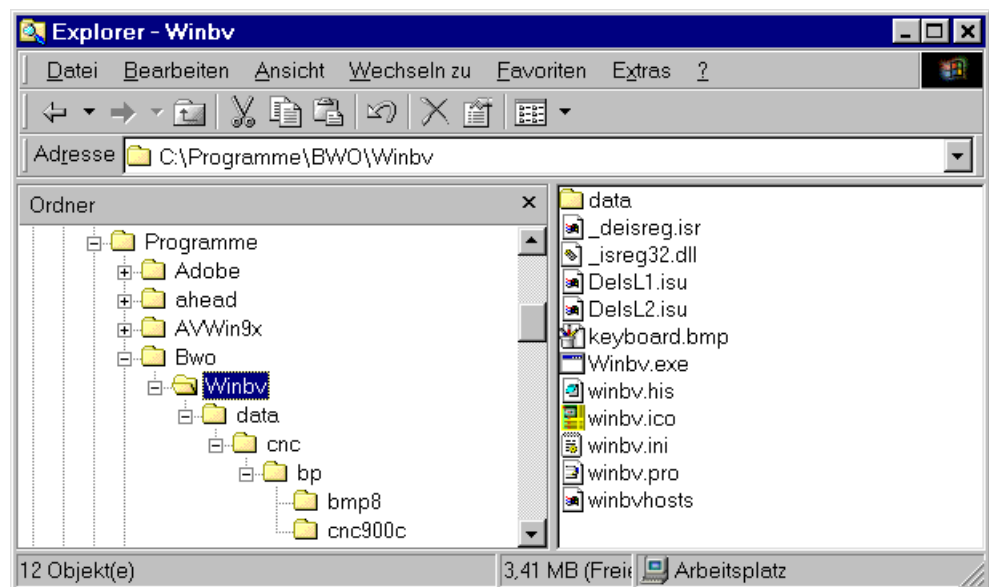 Explorer - Winbv
Datei Bearbeiten Ansicht Wechseln zu Favoriten Extras ?
Adresse C:\Programme\BWO\Winbv
Ordner
Programme
Adobe
ahead
AVWin9x
Bwo
Winbv
data
cnc
bp
bmp8
cnc900c
data
_deisreg.isr
_isreg32.dll
DelsL1.isu
DelsL2.isu
keyboard.bmp
Winbv.exe
winbv.his
winbv.ico
winbv.ini
winbv.pro
winbvhosts
12 Objekt(e) 3,41 MB (Freie Arbeitsplatz